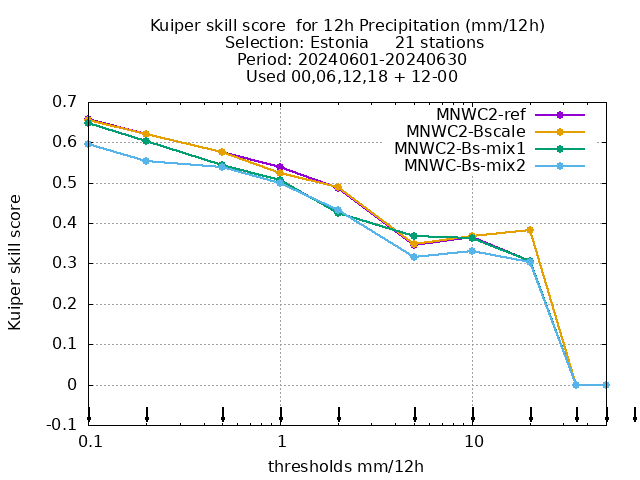 Kuiper skill score  for 12h Precipitation (mm/12h)
Selection: Estonia     21 stations
Period: 20240601-20240630
Used 00,06,12,18 + 12-00
MNWC2-ref
MNWC2-Bscale
MNWC2-Bs-mix1
MNWC-Bs-mix2
Kuiper skill score
0.7
0.6
0.5
0.4
0.3
0.2
0.1
0
-0.1
0.1 1 10
thresholds mm/12h